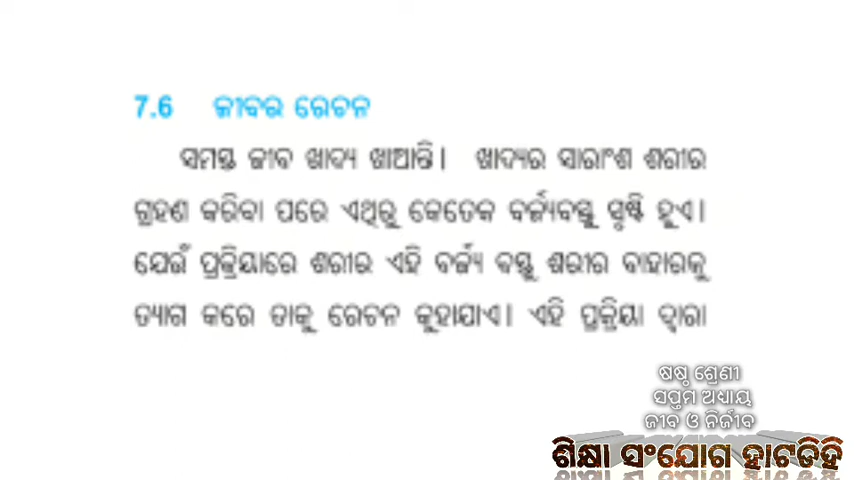 7.6 ଜୀବର ରେଚନ
ସମସ୍ତ ଜୀବ ଖାଦ୍ୟ ଖାଆନ୍ତି। ଖାଦ୍ୟର ସାରାଂଶ ଶରୀର
ଗ୍ରହଣ କରିବା ପରେ ଏଥିରୁ କେତେକ ବର୍ଜ୍ୟବସ୍ତୁ ସୃଷ୍ଟି ହୁଏ।
ଯେଉଁ ପ୍ରକ୍ରିୟାରେ ଶରୀର ଏହି ବର୍ଜ୍ୟ ବସ୍ତୁ ଶରୀର ବାହାରକୁ
ତ୍ୟାଗ କରେ ତାକୁ ରେଚନ କୁହାଯାଏ। ଏହି ପ୍ରକ୍ରିୟା ଦ୍ୱାରା
ଷଷ୍ଠ ଶ୍ରେଣୀ
ସପ୍ତମ ଅଧ୍ୟାୟ
ଜୀବ ଓ ନିର୍ଜୀବ
ଶିକ୍ଷା ସଂଯୋଗ ହାଟଡିହି